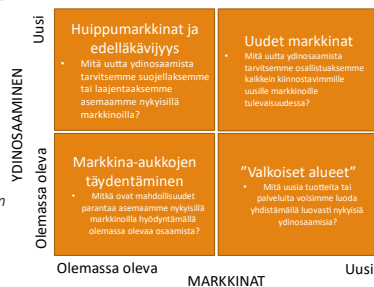 Uusi
YDINOSAAMINEN
Olemassa oleva
n
Huippumarkkinat ja
edelläkävijyys
• Mitä uutta ydinosaamista
tarvitsemme suojellaksemme
tai laajentaaksemme
asemaamme nykyisillä
markkinoilla?
Uudet markkinat
• Mitä uutta ydinosaamista
tarvitsemme osallistuaksemme
kaikkein kiinnostavimmille
uusille markkinoille
tulevaisuudessa?
Markkina-aukkojen
täydentäminen
• Mitkä ovat mahdollisuudet
parantaa asemaamme nykyisillä
markkinoilla hyödyntämällä
olemassa olevaa osaamista?
”Valkoiset alueet”
• Mitä uusia tuotteita tai
palveluita voisimme luoda
yhdistämällä luovasti nykyisiä
ydinosaamisia?
Olemassa oleva
Uusi
MARKKINAT